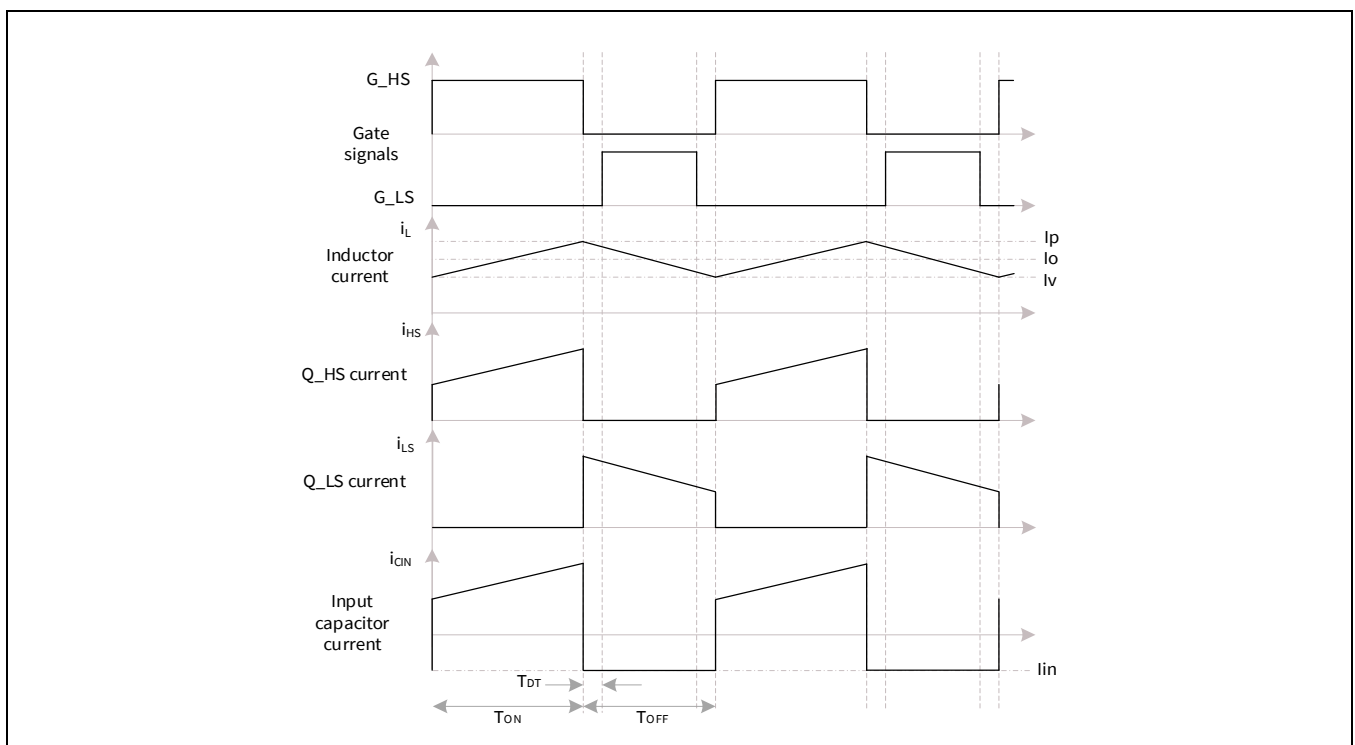 G_HS
Gate
signals
G_LS
iL
Inductor
current
Ip
Io
Iv
iHS
Q_HS current
iLS
Q_LS current
iCIN
Input
capacitor
current
Iin
TDT
TON
TOFF